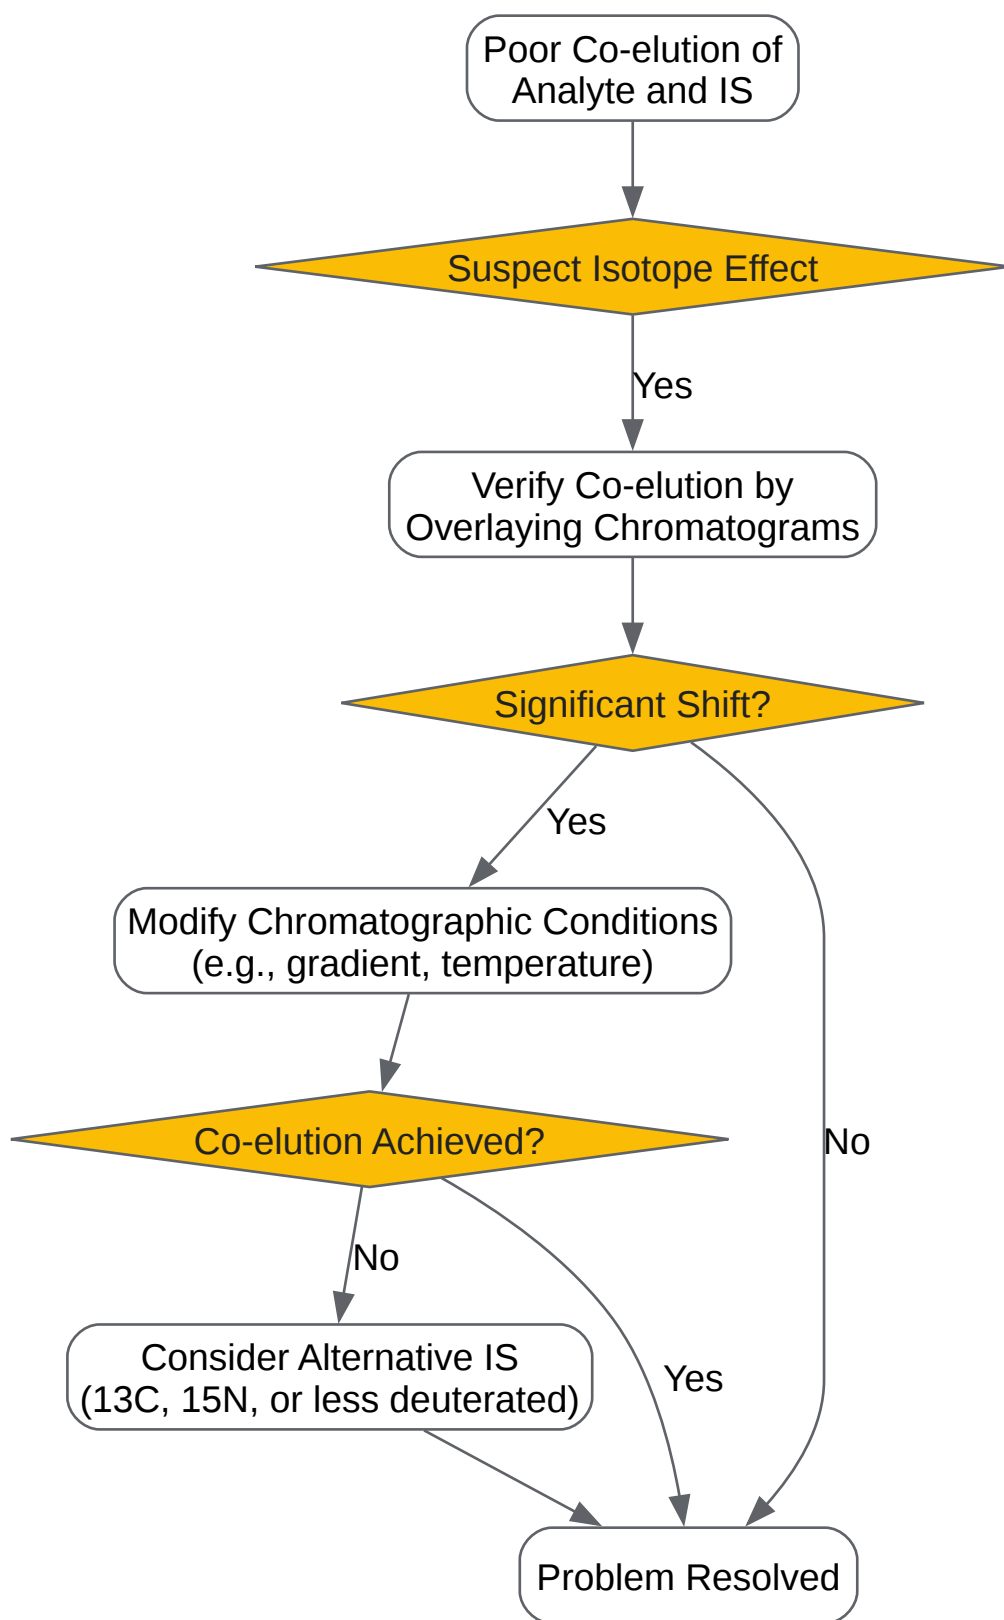 Poor Co-elution of
Analyte and IS
Suspect Isotope Effect
Yes
Verify Co-elution by
Overlaying Chromatograms
Significant Shift?
Yes
Modify Chromatographic Conditions
(e.g., gradient, temperature)
Co-elution Achieved?
No
No
Consider Alternative IS
(13C, 15N, or less deuterated)
Yes
Problem Resolved